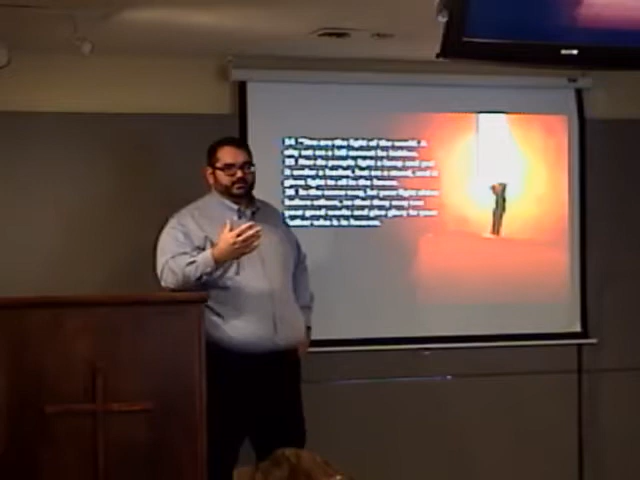 14 "You are the light of the world. A
city set on a hill cannot be hidden.
15 Nor do people light a lamp and put
it under a basket, but on a stand, and it
gives light to all in the house.
16 In the same way, let your light shine
before others, so that they may see
your good works and give glory to your
Father who is in heaven.